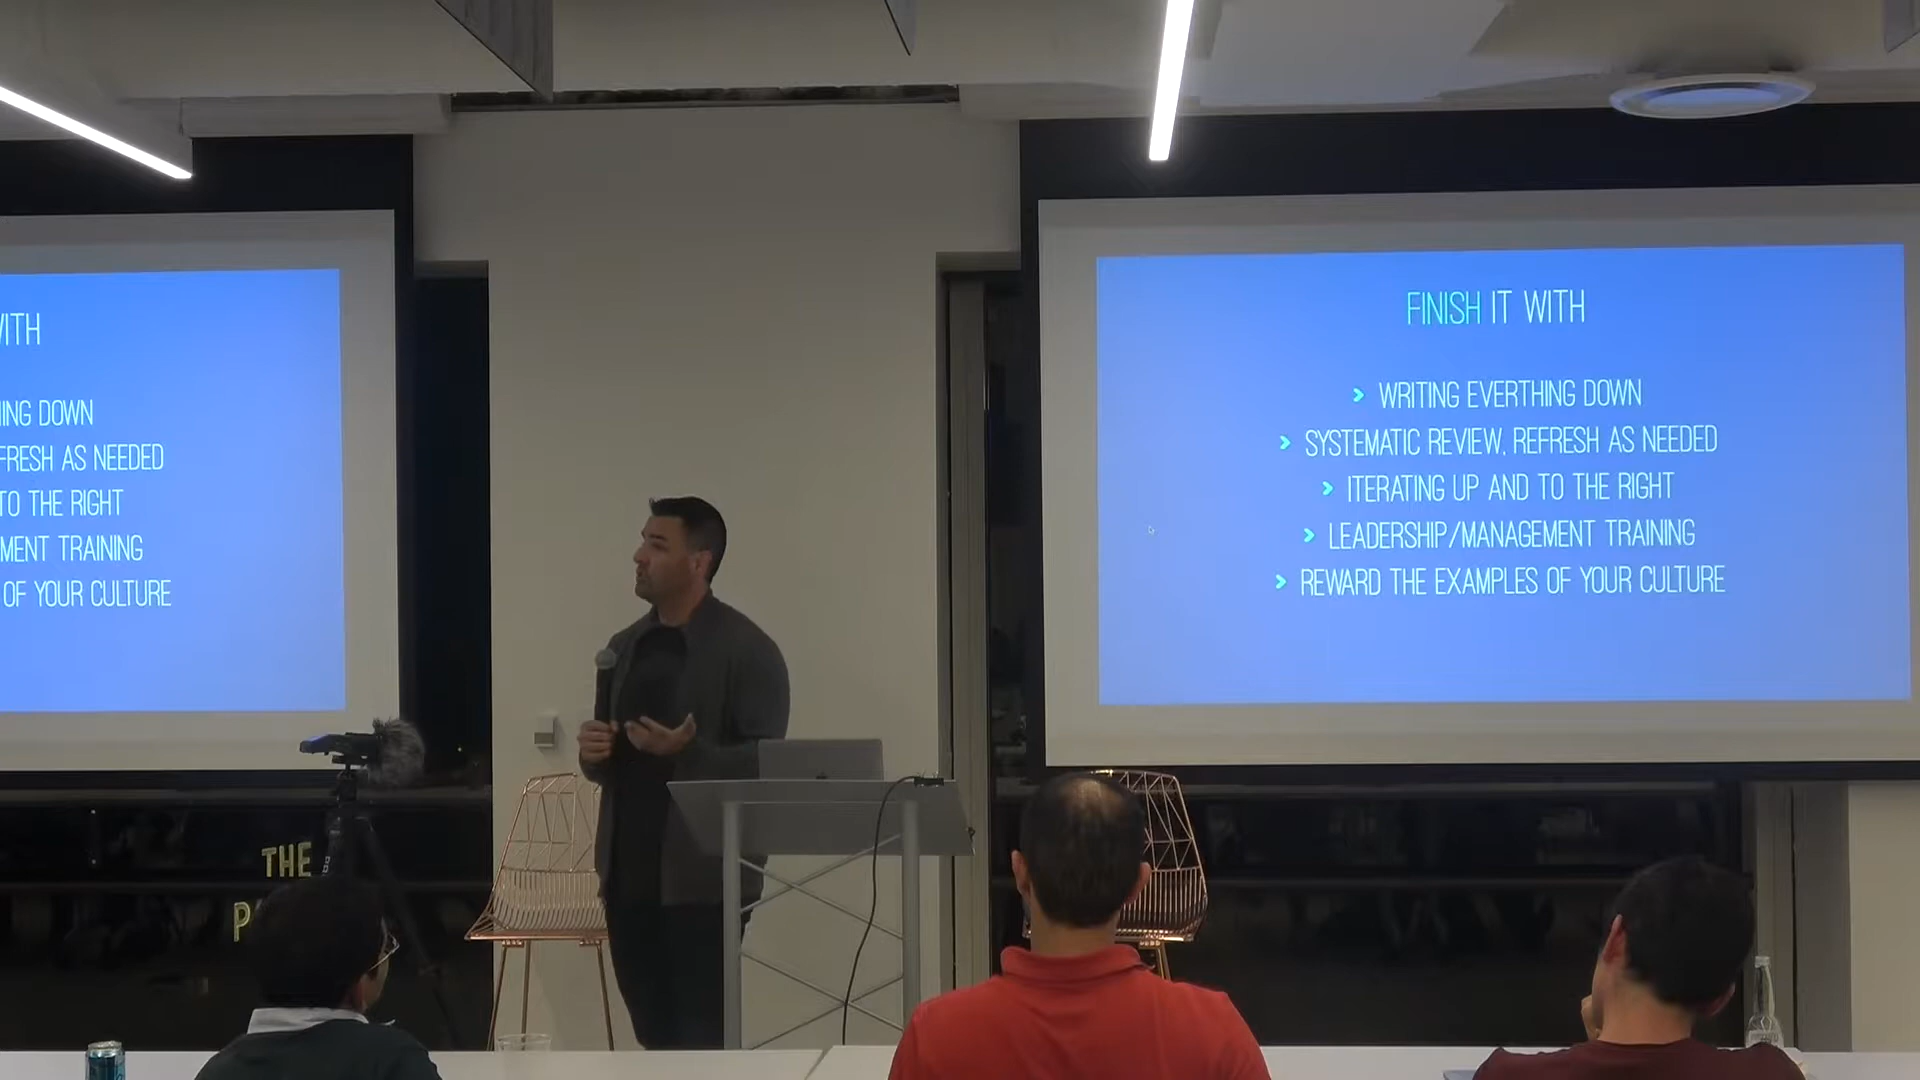 WITH
ING DOWN
FRESH AS NEEDED
TO THE RIGHT
MENT TRAINING
OF YOUR CULTURE
FINISH IT WITH
> WRITING EVERTHING DOWN
> SYSTEMATIC REVIEW, REFRESH AS NEEDED
> ITERATING UP AND TO THE RIGHT
> LEADERSHIP/MANAGEMENT TRAINING
> REWARD THE EXAMPLES OF YOUR CULTURE
THE